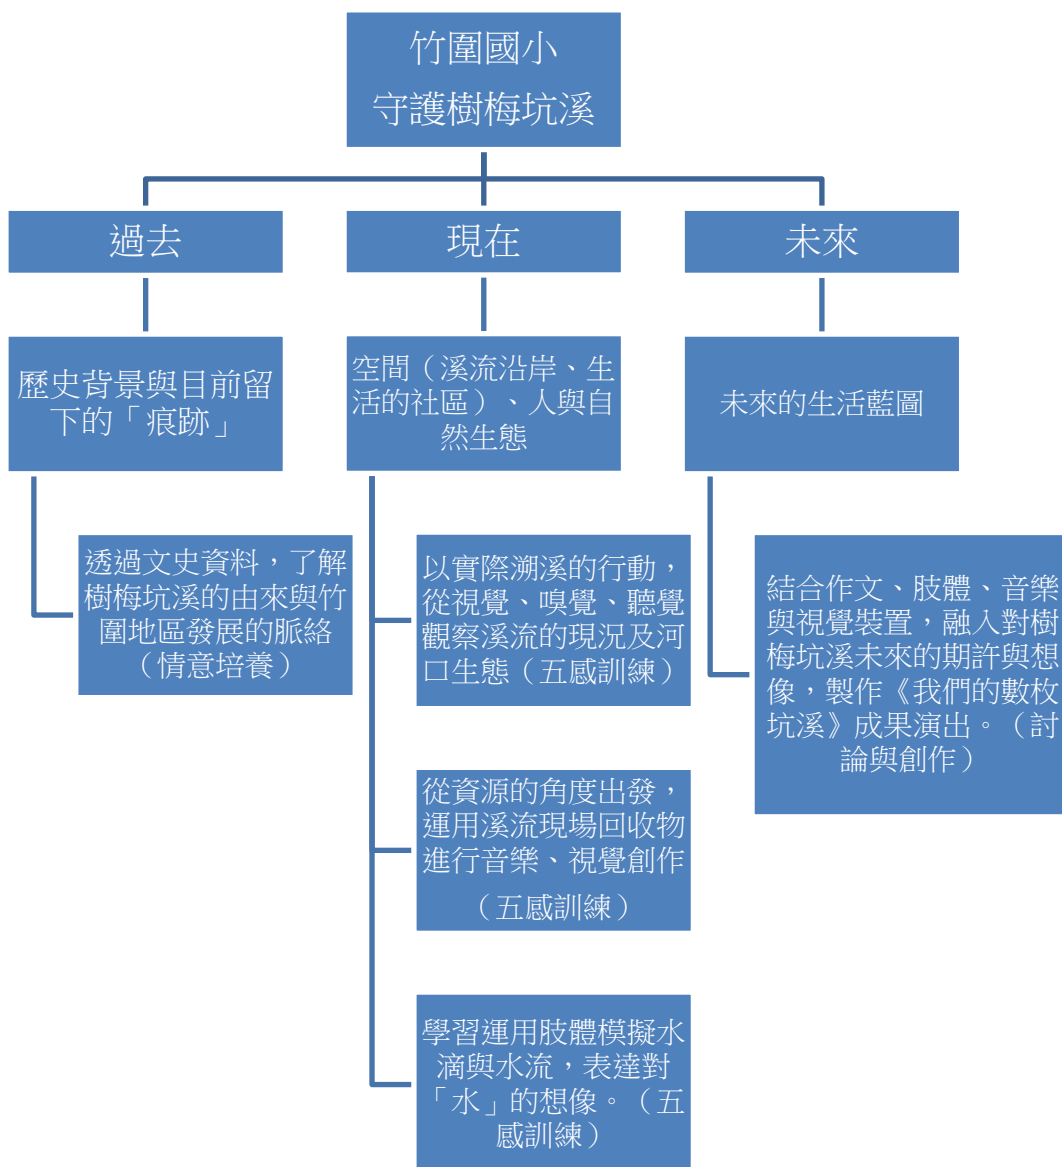 竹圍國小
守護樹梅坑溪
過去
現在
未來
歷史背景與目前留
下的「痕跡」
空間（溪流沿岸、生
活的社區）、人與自
然生態
未來的生活藍圖
透過文史資料，了解
樹梅坑溪的由來與竹
圍地區發展的脈絡
（情意培養）
以實際溯溪的行動，
從視覺、嗅覺、聽覺
觀察溪流的現況及河
口生態（五感訓練）
從資源的角度出發，
運用溪流現場回收物
進行音樂、視覺創作
（五感訓練）
學習運用肢體模擬水
滴與水流，表達對
「水」的想像。（五
感訓練）
結合作文、肢體、音樂
與視覺裝置，融入對樹
梅坑溪未來的期許與想
像，製作《我們的數枚
坑溪》成果演出。（討
論與創作）